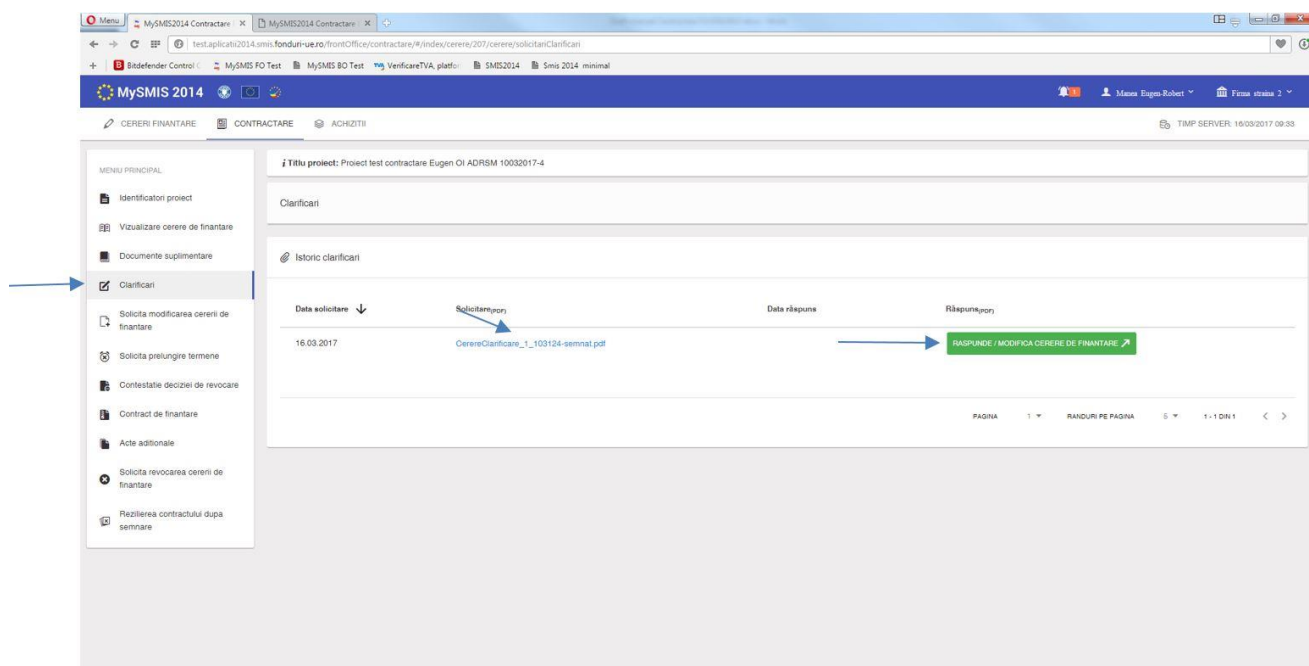 Menu
MySMIS2014 Contractare
MySMIS2014 Contractare
test.aplicatii2014.smis.fonduri-ue.ro/frontOffice/contractare/#/index/cerere/207/cerere/solicitariClarificari
Bitdefender Control C
MySMIS FO Test
MySMIS BO Test
VerificareTVA, platfor
SMIS2014
Smis 2014 minimal
MySMIS 2014
1
Manea Eugen-Robert
Firma straina 2
CERERI FINANTARE
CONTRACTARE
ACHIZITII
TIMP SERVER: 16/03/2017 09:33
MENIU PRINCIPAL
Identificatori proiect
Vizualizare cerere de finantare
Documente suplimentare
Clarificari
Solicita modificarea cererii de
finantare
Solicita prelungire termene
Contestatie deciziei de revocare
Contract de finantare
Acte aditionale
Solicita revocarea cererii de
finantare
Rezilierea contractului dupa
semnare
i Titlu proiect: Proiect test contractare Eugen OI ADRSM 10032017-4
Clarificari
Istoric clarificari
Data solicitare
Solicitare(PDF)
Data răspuns
Răspuns(PDF)
16.03.2017
CerereClarificare_1_103124-semnat.pdf
RASPUNDE / MODIFICA CERERE DE FINANTARE
PAGINA
1
RANDURI PE PAGINA
5
1 - 1 DIN 1